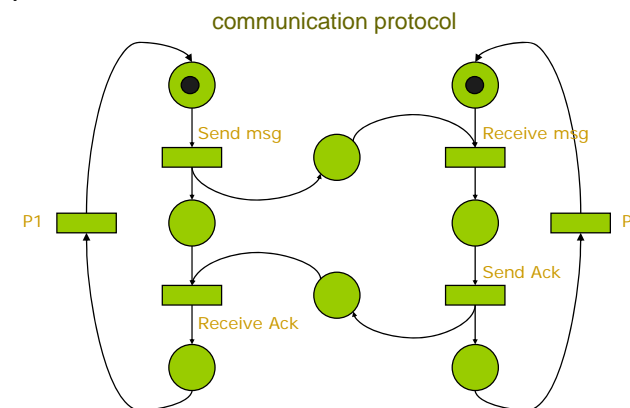 communication protocol
Send msg
Receive msg
P1
P
Send Ack
Receive Ack